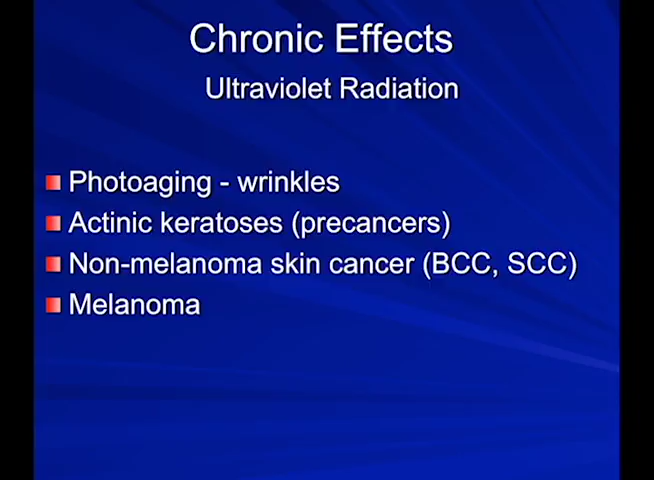 Chronic Effects
Ultraviolet Radiation
Photoaging - wrinkles
Actinic keratoses (precancers)
Non-melanoma skin cancer (BCC, SCC)
Melanoma